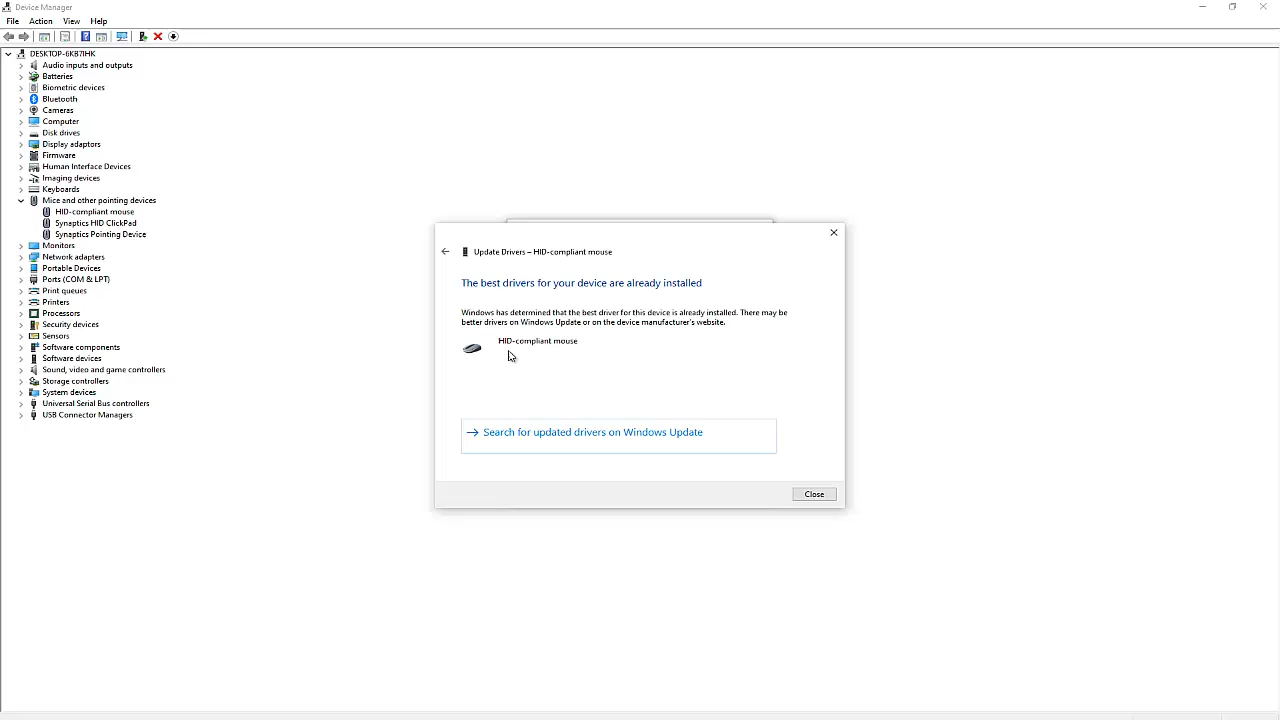 Device Manager
File Action View Help
DESKTOP-6KB7IHK
Audio inputs and outputs
Batteries
Biometric devices
Bluetooth
Cameras
Computer
Disk drives
Display adaptors
Firmware
Human Interface Devices
Imaging devices
Keyboards
Mice and other pointing devices
HID-compliant mouse
Synaptics HID ClickPad
Synaptics Pointing Device
Monitors
Network adapters
Portable Devices
Ports (COM & LPT)
Print queues
Printers
Processors
Security devices
Sensors
Software components
Software devices
Sound, video and game controllers
Storage controllers
System devices
Universal Serial Bus controllers
USB Connector Managers
Update Drivers – HID-compliant mouse
The best drivers for your device are already installed
Windows has determined that the best driver for this device is already installed. There may be
better drivers on Windows Update or on the device manufacturer's website.
HID-compliant mouse
Search for updated drivers on Windows Update
Close